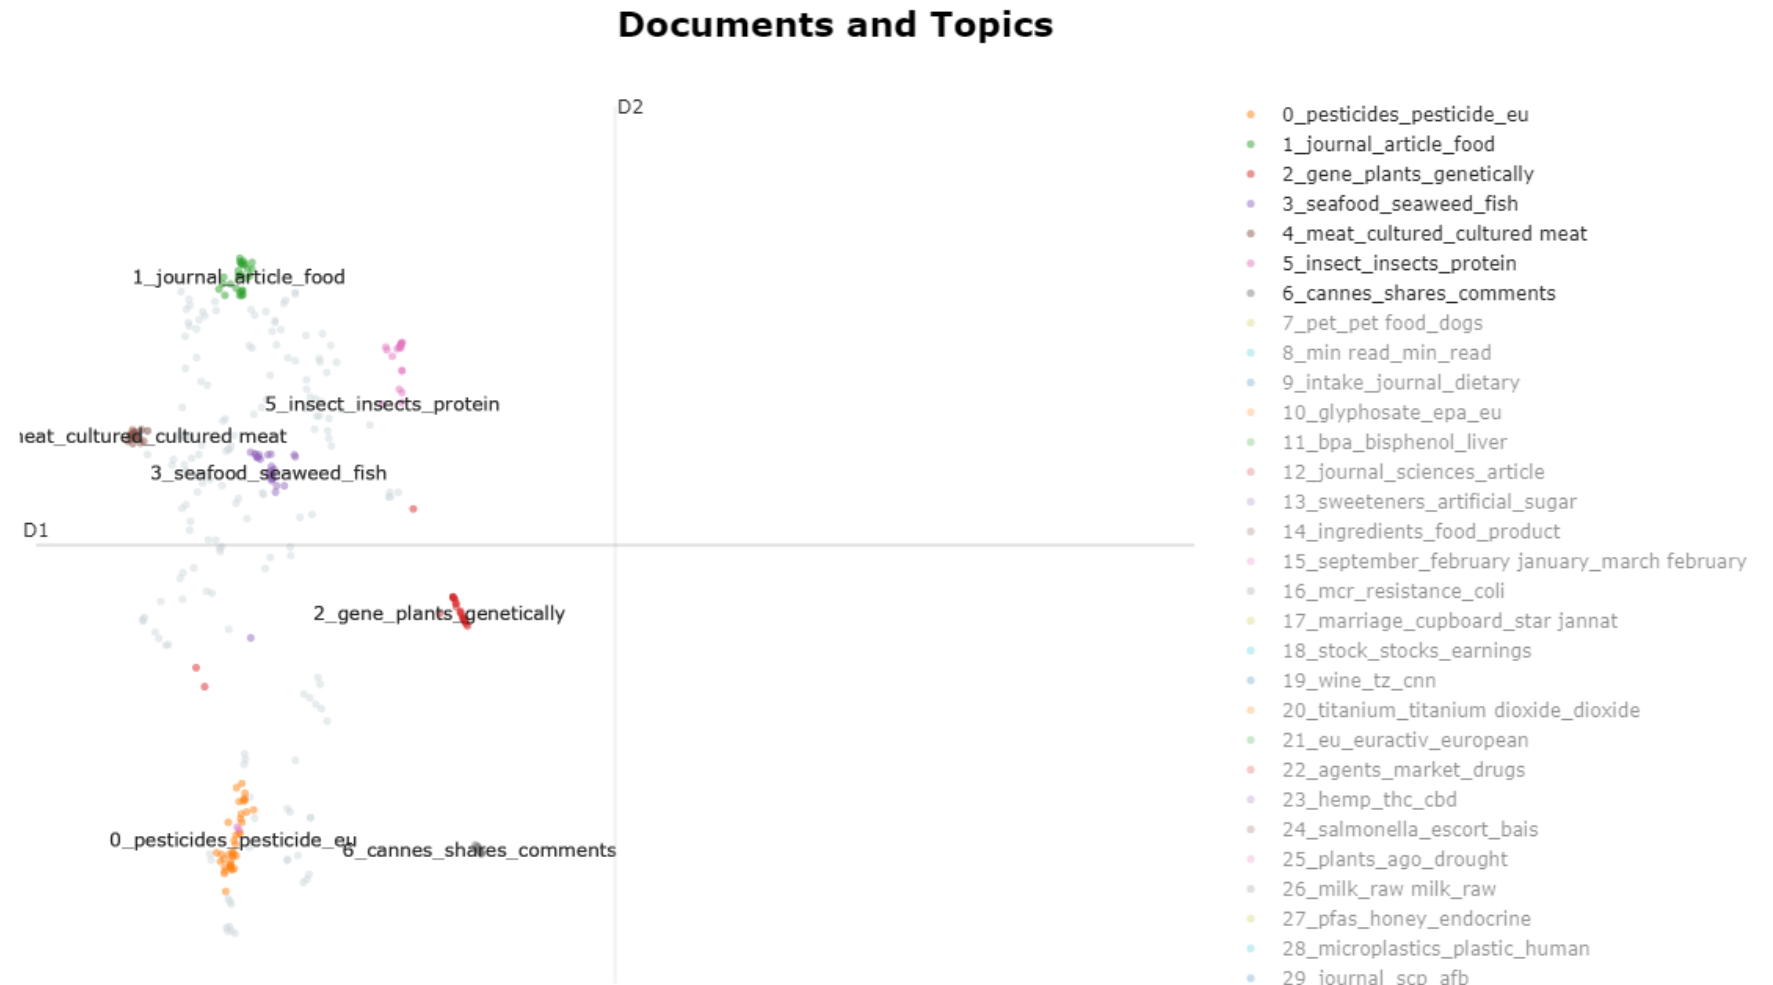 Documents and Topics
D2
1_journal_article_food
5_insect_insects_protein
eat_cultured_cultured meat
3_seafood_seaweed_fish
D1
2_gene_plants_genetically
0_pesticides_pesticide_eu
6_cannes_shares_comments
0_pesticides_pesticide_eu
1_journal_article_food
2_gene_plants_genetically
3_seafood_seaweed_fish
4_meat_cultured_cultured meat
5_insect_insects_protein
6_cannes_shares_comments
7_pet_pet food_dogs
8_min read_min_read
9_intake_journal_dietary
10_glyphosate_epa_eu
11_bpa_bisphenol_liver
12_journal_sciences_article
13_sweeteners_artificial_sugar
14_ingredients_food_product
15_september_february january_march february
16_mcr_resistance_coli
17_marriage_cupboard_star jannat
18_stock_stocks_earnings
19_wine_tz_cnn
20_titanium_titanium dioxide_dioxide
21_eu_euractiv_european
22_agents_market_drugs
23_hemp_thc_cbd
24_salmonella_escort_bais
25_plants_ago_drought
26_milk_raw milk_raw
27_pfas_honey_endocrine
28_microplastics_plastic_human
29_journal_scp_afb